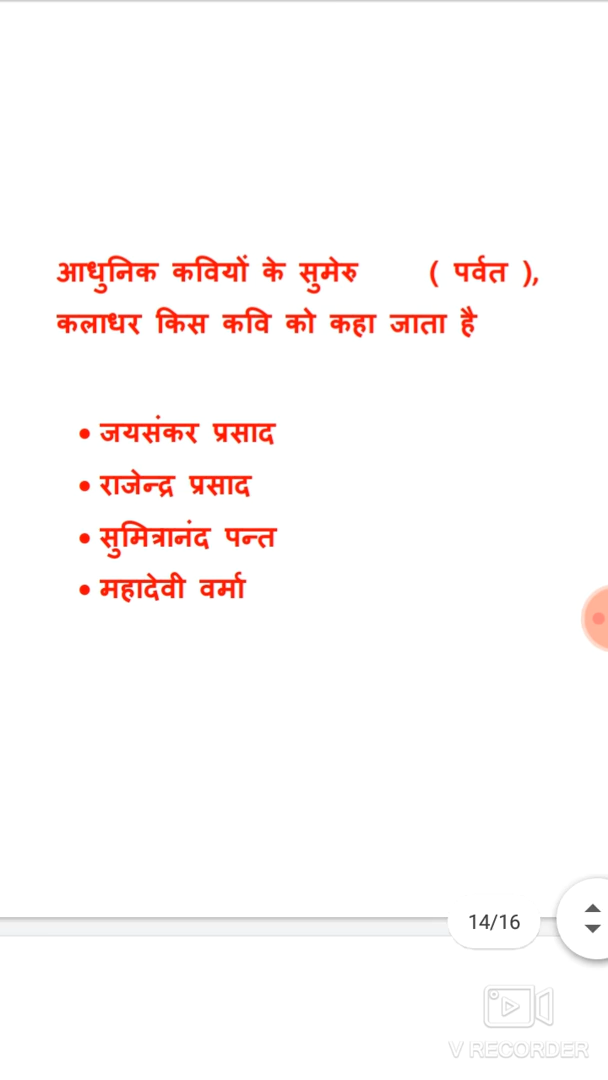 आधुनिक कवियों के सुमेरु ( पर्वत ),
कलाधर किस कवि को कहा जाता है
• जयसंकर प्रसाद
• राजेन्द्र प्रसाद
• सुमित्रानंद पन्त
• महादेवी वर्मा
14/16
V RECORDER